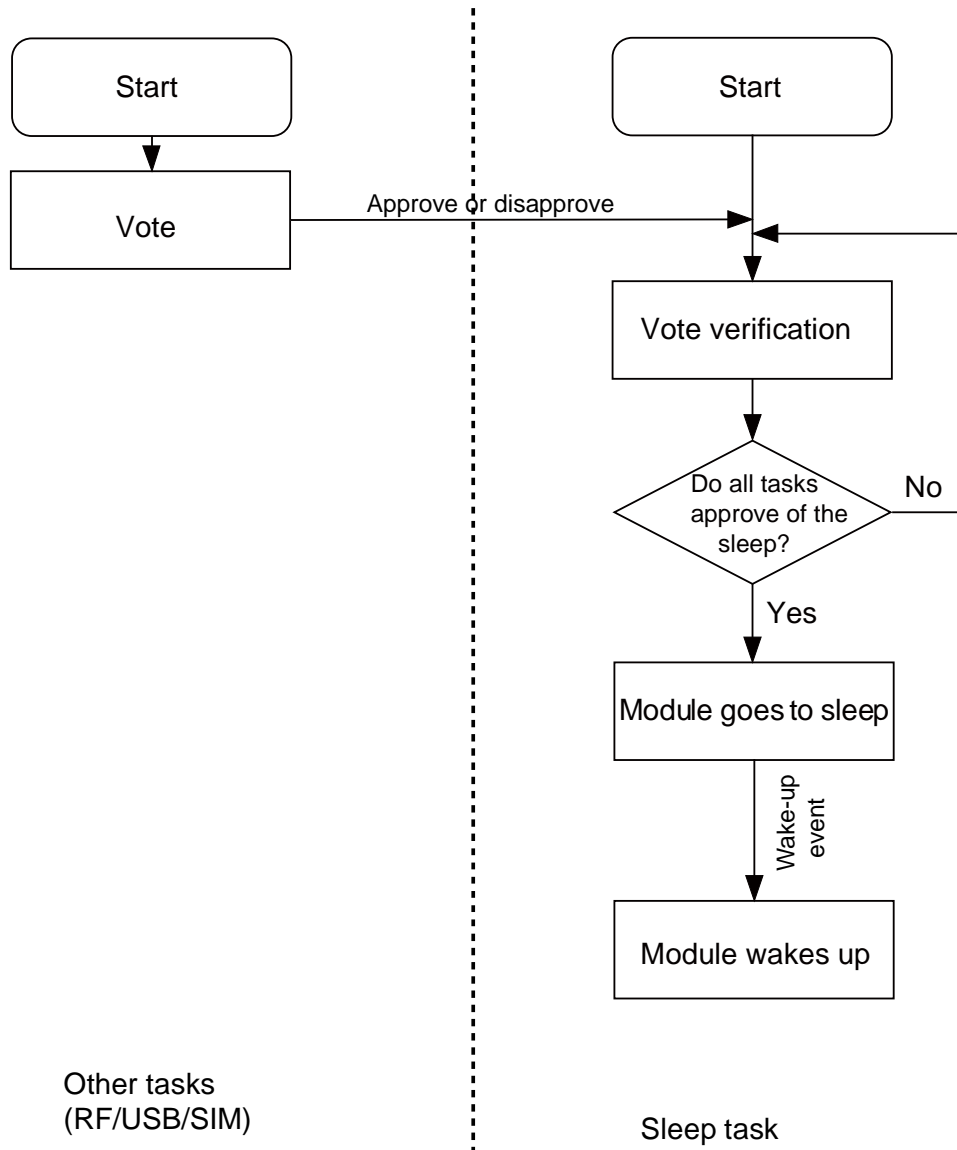 Start
Vote
Approve or disapprove
Other tasks
(RF/USB/SIM)
Start
Vote verification
Do all tasks
approve of the
sleep?
No
Yes
Module goes to sleep
Wake-up
event
Module wakes up
Sleep task